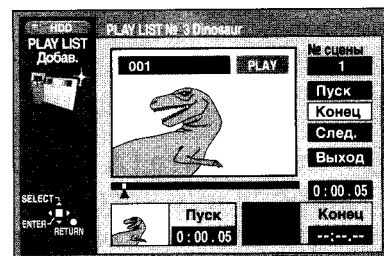 HDD
PLAY LIST
Добав.
PLAY LIST № 3 Dinosaur
001
PLAY
№ сцены
1
Пуск
Конец
След.
Выход
0:00.05
SELECT
ENTER
RETURN
Пуск
0:00.05
Конец
--:--.--